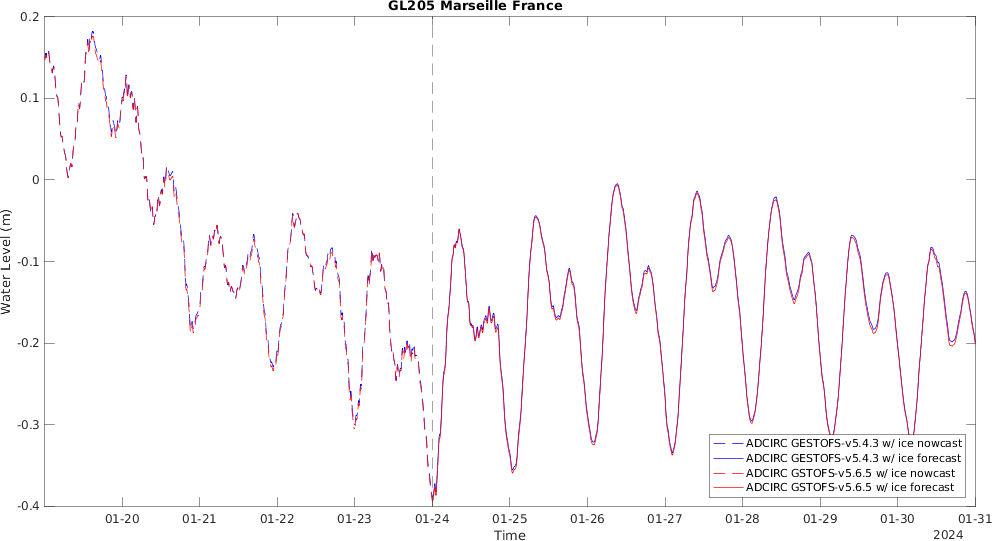 GL205 Marseille France
0.2
0.1
0
-0.1
-0.2
-0.3
-0.4
Water Level (m)
ADCIRC GESTOFS-v5.4.3 w/ ice nowcast
ADCIRC GESTOFS-v5.4.3 w/ ice forecast
ADCIRC GSTOFS-v5.6.5 w/ ice nowcast
ADCIRC GSTOFS-v5.6.5 w/ ice forecast
01-20 01-21 01-22 01-23 01-24 01-25 01-26 01-27 01-28 01-29 01-30 01-31
Time
2024